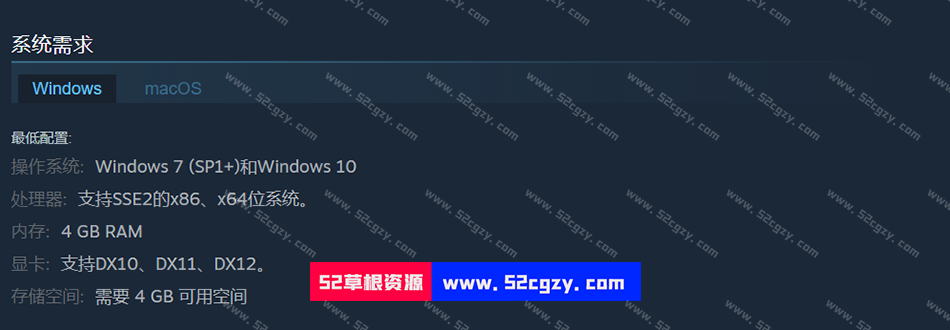 系统需求
Windows macOS
最低配置:
操作系统: Windows 7 (SP1+)和Windows 10
处理器: 支持SSE2的x86、x64位系统。
内存: 4 GB RAM
显卡: 支持DX10、DX11、DX12。
存储空间: 需要 4 GB 可用空间
52草根资源 www.52cgzy.com
www.52cgzy.com